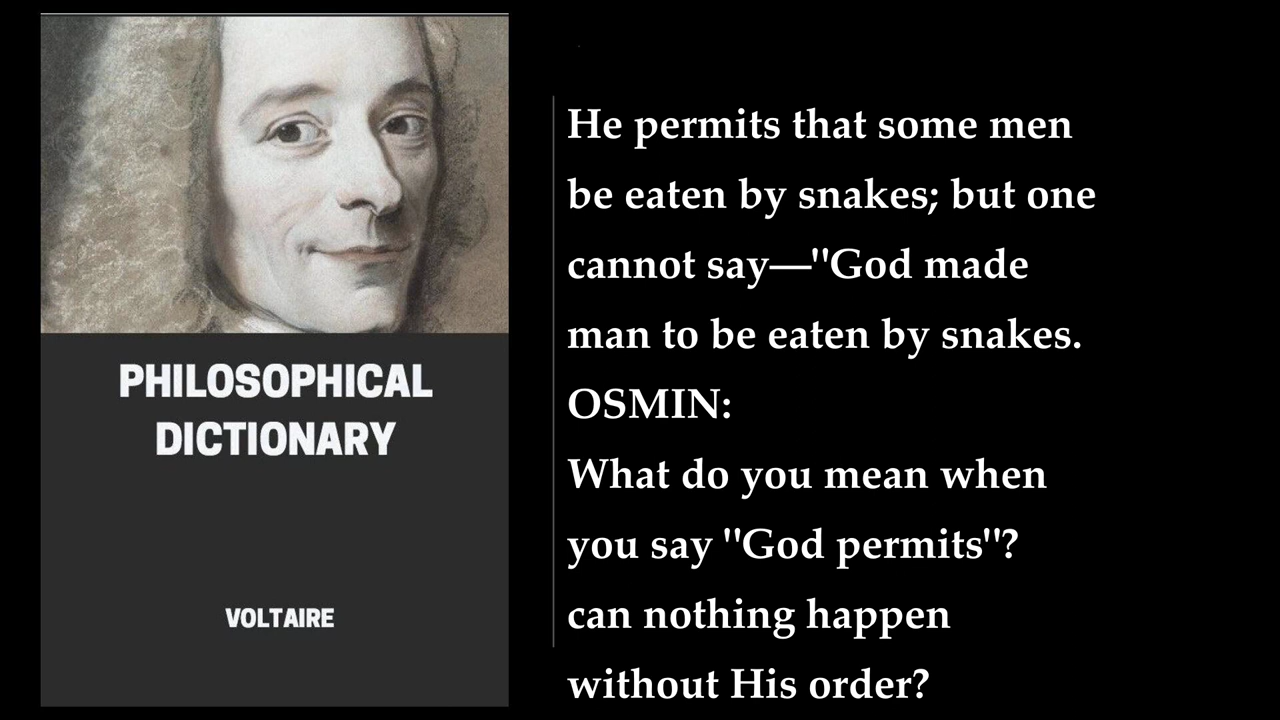 PHILOSOPHICAL
DICTIONARY
VOLTAIRE
He permits that some men
be eaten by snakes; but one
cannot say—"God made
man to be eaten by snakes.
OSMIN:
What do you mean when
you say "God permits"?
can nothing happen
without His order?